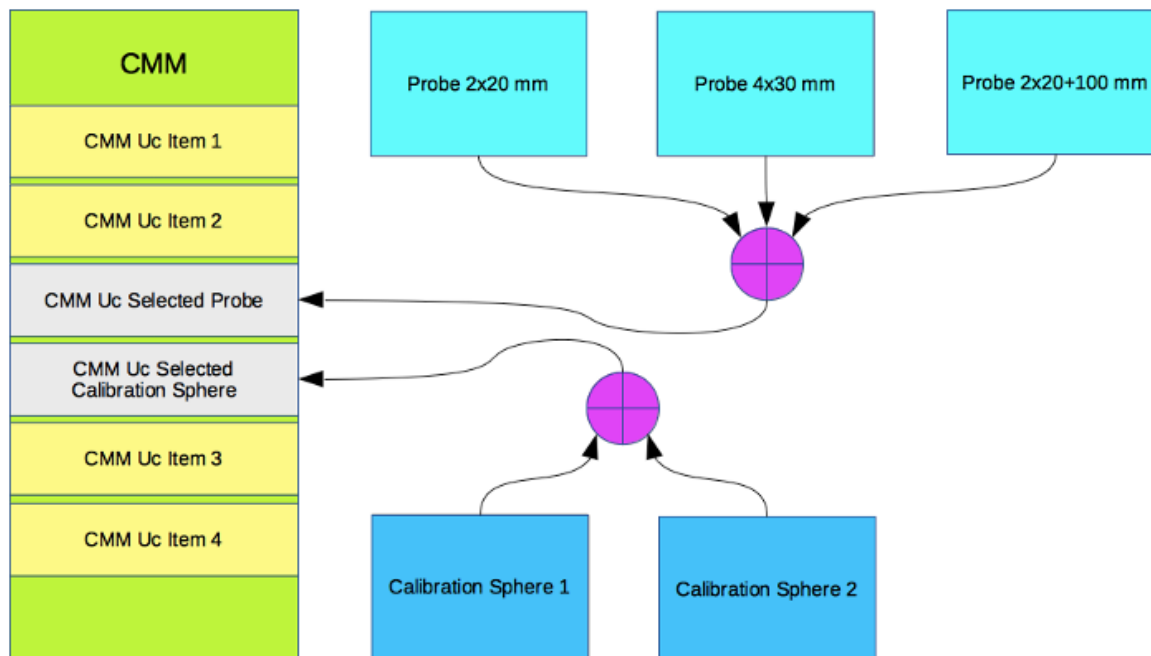 CMM
CMM Uc Item 1
CMM Uc Item 2
CMM Uc Selected Probe
CMM Uc Selected
Calibration Sphere
CMM Uc Item 3
CMM Uc Item 4
Probe 2x20 mm
Probe 4x30 mm
Probe 2x20+100 mm
Calibration Sphere 1
Calibration Sphere 2